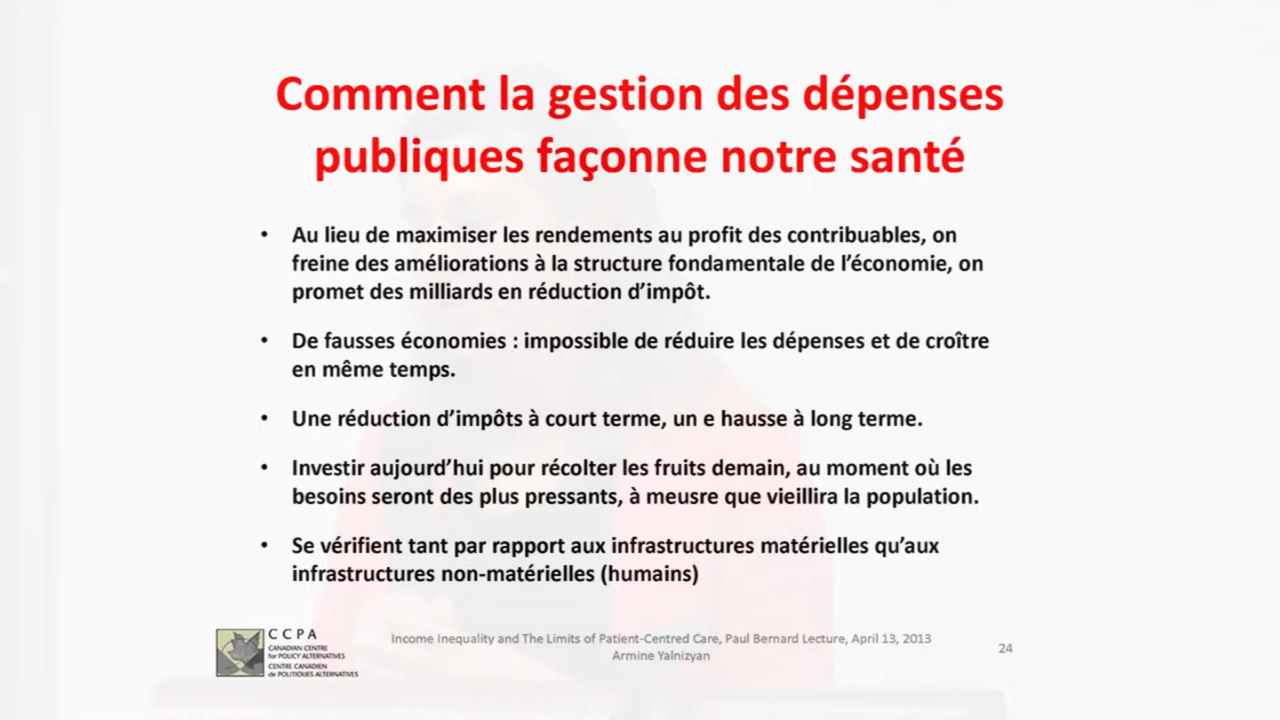 Comment la gestion des dépenses
publiques façonne notre santé
• Au lieu de maximiser les rendements au profit des contribuables, on
freine des améliorations à la structure fondamentale de l’économie, on
promet des milliards en réduction d’impôt.
• De fausses économies : impossible de réduire les dépenses et de croître
en même temps.
• Une réduction d’impôts à court terme, un e hausse à long terme.
• Investir aujourd’hui pour récolter les fruits demain, au moment où les
besoins seront des plus pressants, à meusre que vieillira la population.
• Se vérifient tant par rapport aux infrastructures matérielles qu’aux
infrastructures non-matérielles (humains)
CCPA
CANADIAN CENTRE
for POLICY ALTERNATIVES
CENTRE CANADIEN
de POLITIQUES ALTERNATIVES
Income Inequality and The Limits of Patient-Centred Care, Paul Bernard Lecture, April 13, 2013
Armine Yalnizyan
24